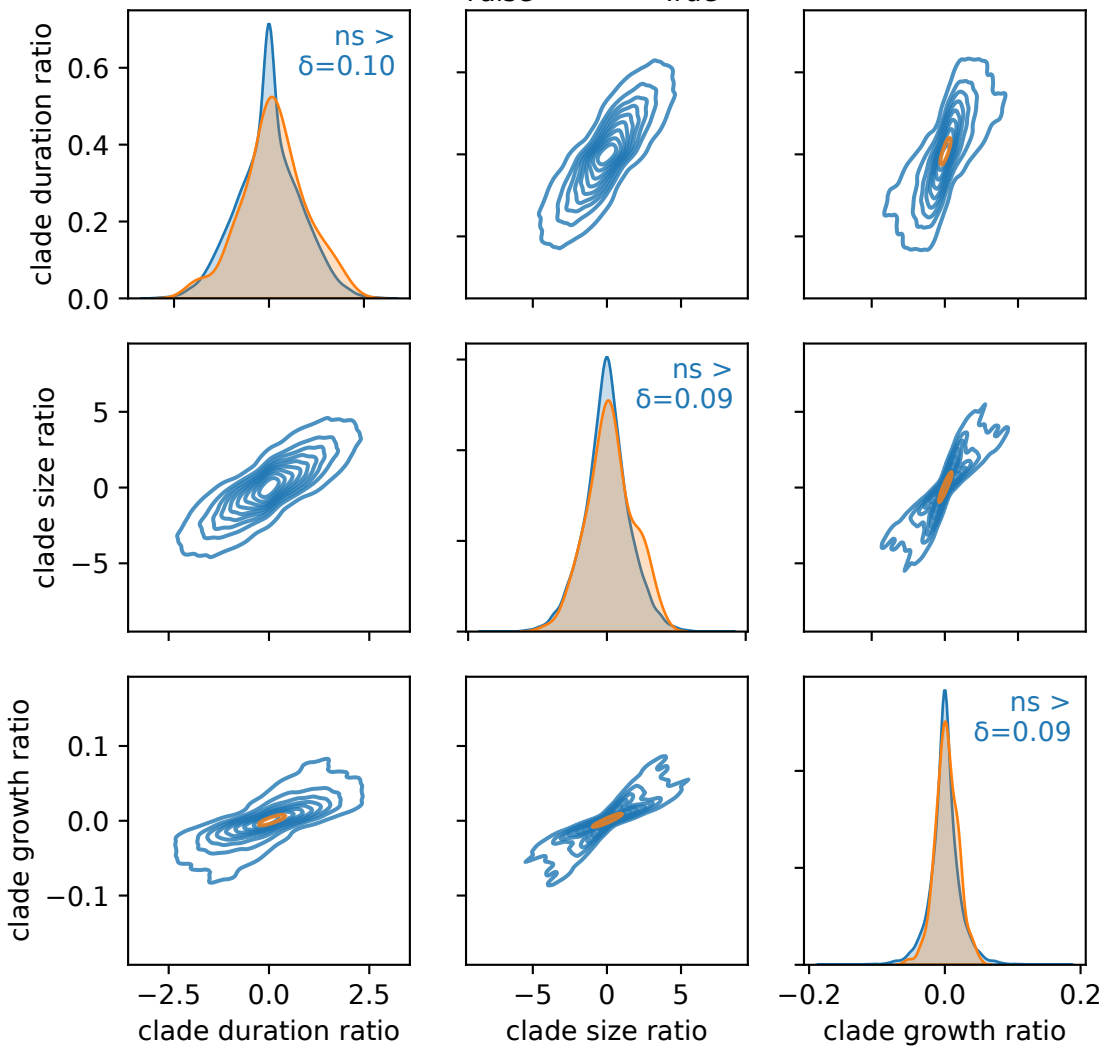 clade duration ratio
0.6
0.4
0.2
0.0
ns >
δ=0.10
clade size ratio
5
0
−5
ns >
δ=0.09
clade growth ratio
0.1
0.0
−0.1
ns >
δ=0.09
−2.5 0.0 2.5
−5 0 5
−0.2 0.0 0.2
clade duration ratio
clade size ratio
clade growth ratio